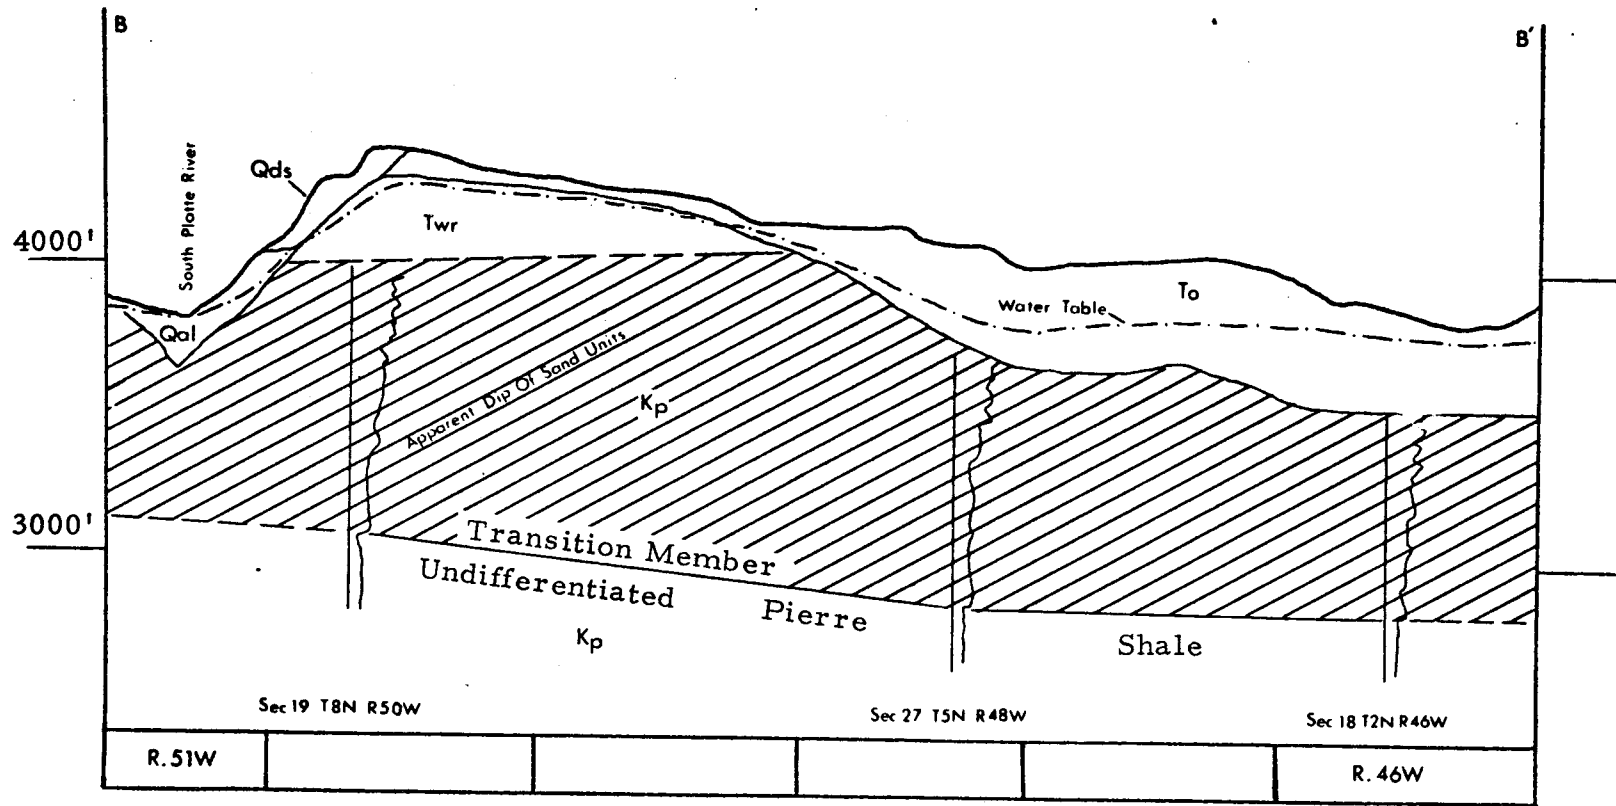 B
B'
South Platte River
Qds
4000'
Twr
To
Water Table
Qal
Apparent Dip Of Sand Units
Kp
3000'
Transition Member
Undifferentiated Pierre Shale
Kp
Sec 19 T8N R50W
Sec 27 T5N R48W
Sec 18 T2N R46W
R. 51W
R. 46W